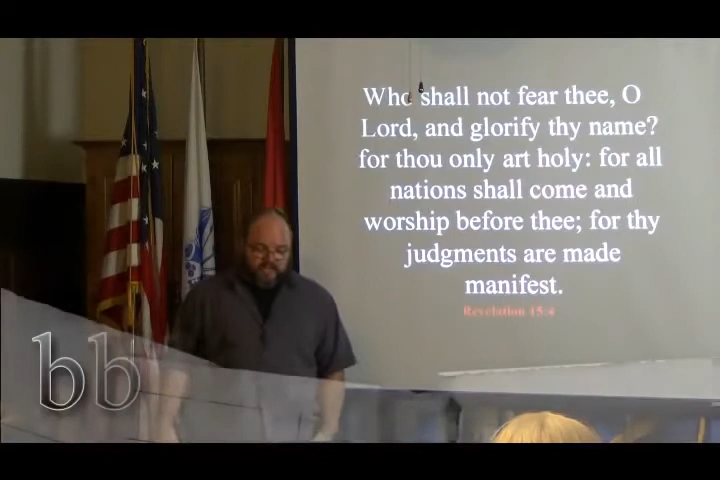 Who shall not fear thee, O
Lord, and glorify thy name?
for thou only art holy: for all
nations shall come and
worship before thee; for thy
judgments are made
manifest.
Revelation 15:4
bb